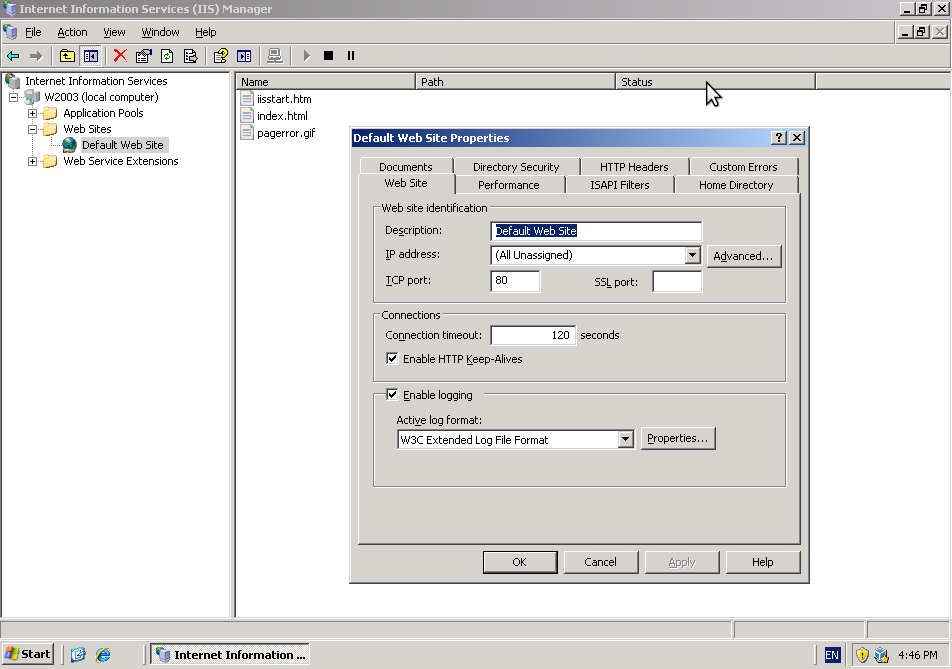 Internet Information Services (IIS) Manager
File Action View Window Help
Internet Information Services
W2003 (local computer)
Application Pools
Web Sites
Default Web Site
Web Service Extensions
Name Path Status
iisstart.htm
index.html
pagerror.gif
Default Web Site Properties
Documents Directory Security HTTP Headers Custom Errors
Web Site Performance ISAPI Filters Home Directory
Web site identification
Description: Default Web Site
IP address: (All Unassigned) Advanced...
TCP port: 80 SSL port:
Connections
Connection timeout: 120 seconds
Enable HTTP Keep-Alives
Enable logging
Active log format:
W3C Extended Log File Format Properties...
OK Cancel Apply Help
Start Internet Information ... EN 4:46 PM